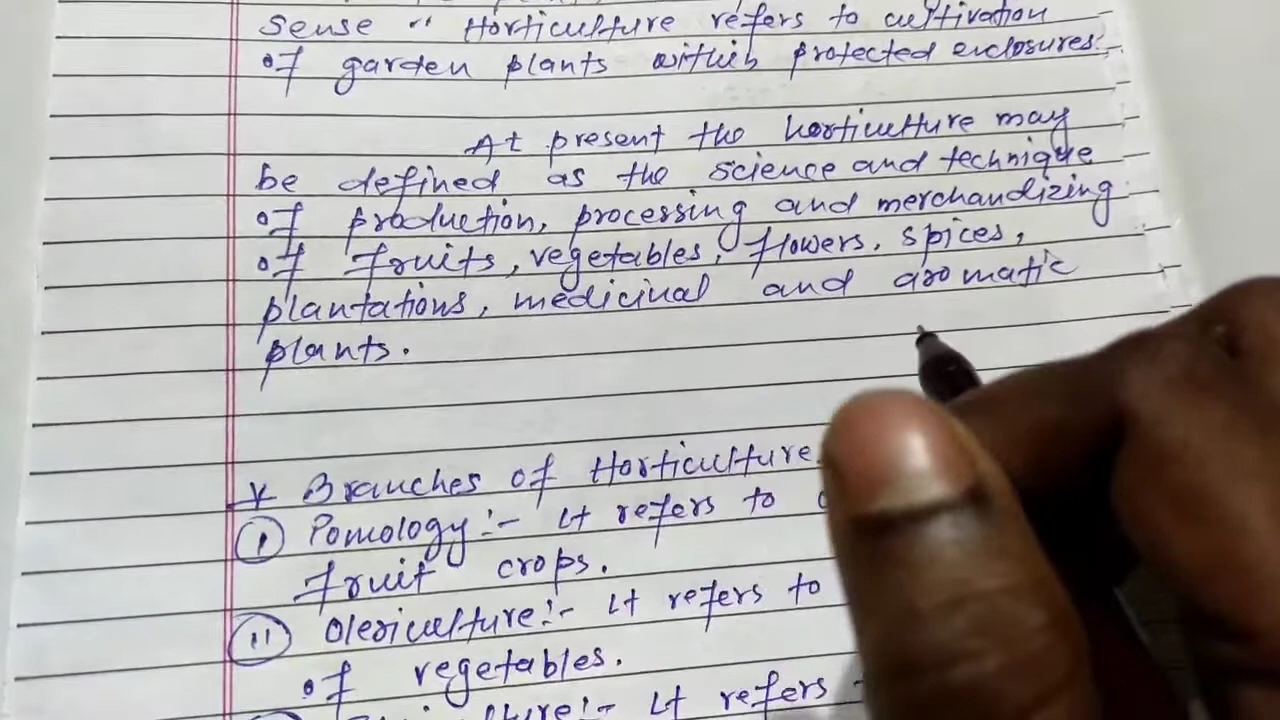 sense " Horticulture refers to cultivation
of garden plants within protected enclosures.
At present the horticulture may
be defined as the science and technique
of production, processing and merchandizing
of fruits, vegetables, flowers, spices,
plantations, medicinal and aromatic
plants.
Branches of Horticulture
(i) Pomology:- It refers to
fruit crops.
(ii) Olericulture:- It refers to
of vegetables.
It refers